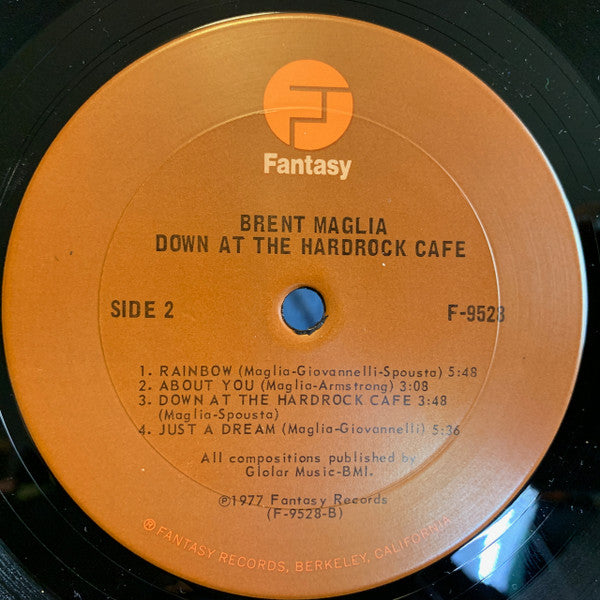 Fantasy
BRENT MAGLIA
DOWN AT THE HARDROCK CAFE
SIDE 2
F-9528
1. RAINBOW (Maglia-Giovannelli-Spousta) 5:48
2. ABOUT YOU (Maglia-Armstrong) 3:08
3. DOWN AT THE HARDROCK CAFE 3:48
(Maglia-Spousta)
4. JUST A DREAM (Maglia-Giovannelli) 5:36
All compositions published by
Glolar Music-BMI.
℗1977 Fantasy Records
(F-9528-B)
® FANTASY RECORDS, BERKELEY, CALIFORNIA